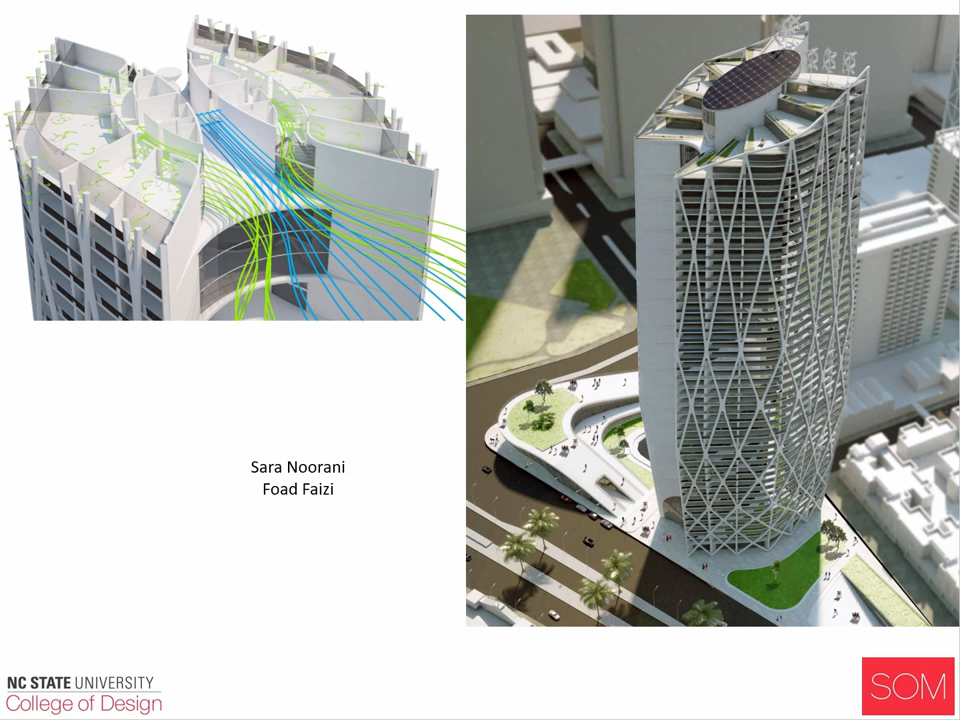 Sara Noorani
Foad Faizi
NC STATE UNIVERSITY
College of Design
SOM